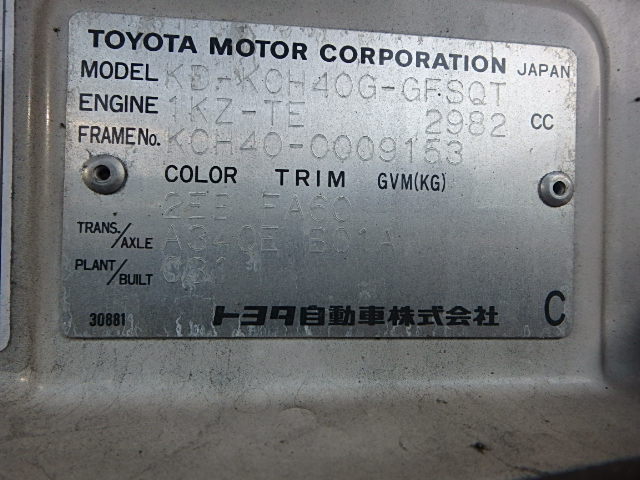 TOYOTA MOTOR CORPORATION JAPAN
MODEL KD-KCH40G-GFSQT
ENGINE 1KZ-TE 2982 CC
FRAME No. KCH40-0009153
COLOR TRIM GVM(KG)
FA60
TRANS./AXLE A340E B01A
PLANT/BUILT
30881 トヨタ自動車株式会社 C